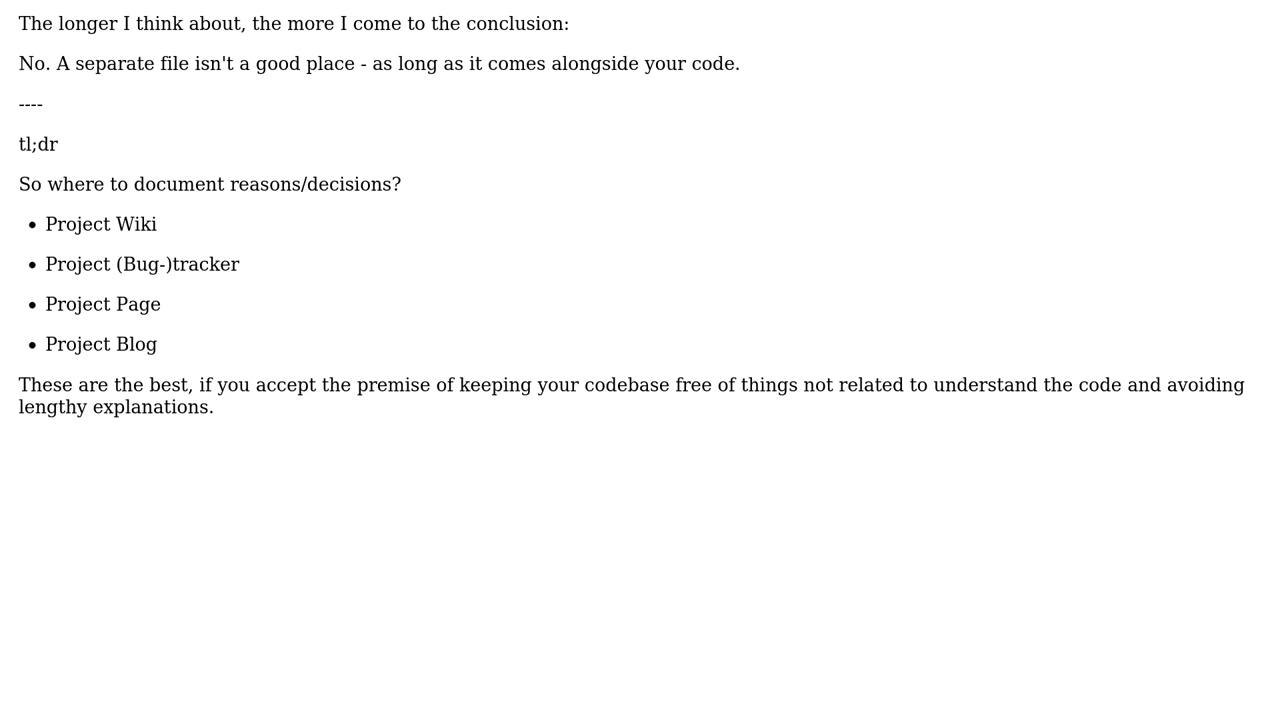 The longer I think about, the more I come to the conclusion:
No. A separate file isn't a good place - as long as it comes alongside your code.
----
tl;dr
So where to document reasons/decisions?
• Project Wiki
• Project (Bug-)tracker
• Project Page
• Project Blog
These are the best, if you accept the premise of keeping your codebase free of things not related to understand the code and avoiding
lengthy explanations.